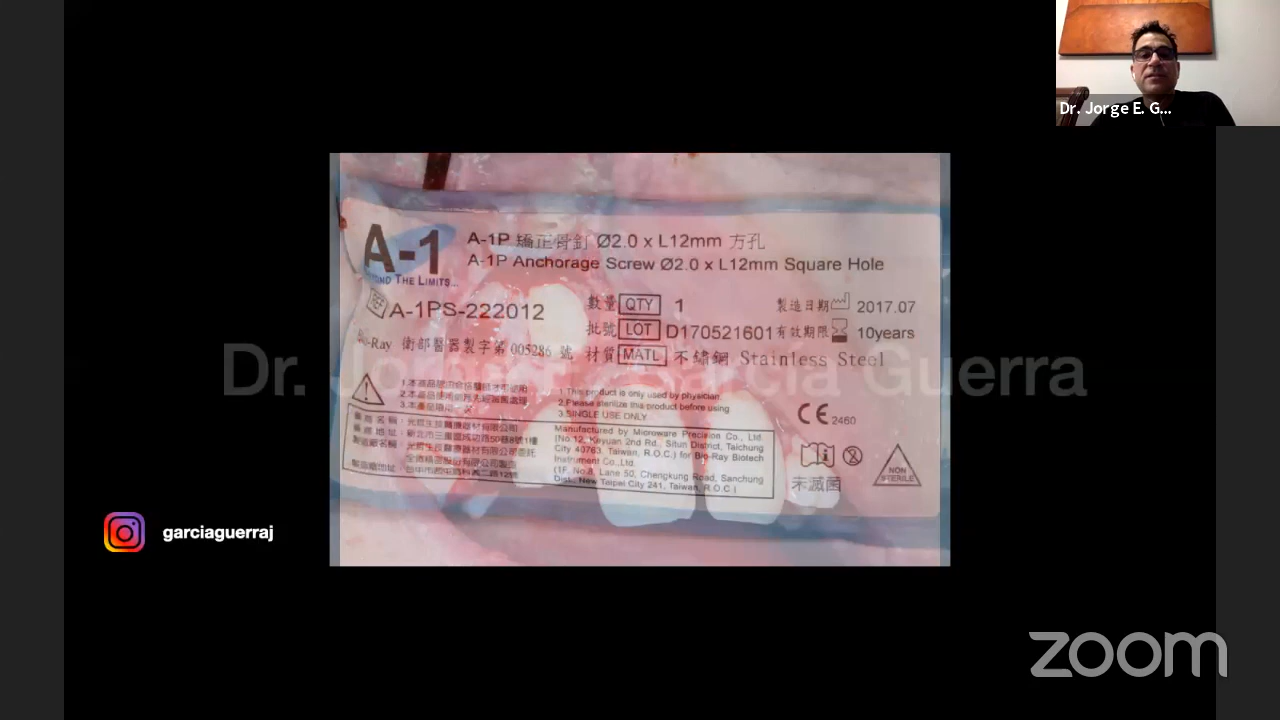 Dr. Jorge E. G...
A-1
THE LIMITS...
A-1P 矯正骨釘 Ø2.0 x L12mm 方孔
A-1P Anchorage Screw Ø2.0 x L12mm Square Hole
A-1PS-222012
數量 QTY 1
製造日期 2017.07
批號 LOT D170521601
有效期限 10years
衛部醫器製字第 005286 號
材質 MATL 不鏽鋼 Stainless Steel
Dr. Garcia Guerra
1.This product is only used by physician.
2.Please sterilize this product before using
3.SINGLE USE ONLY
CE 2460
Manufactured by Microware Precision Co., Ltd.
(No.12, Keyuan 2nd Rd., Situn District, Taichung
City 40763, Taiwan, R.O.C.) for Bio-Ray Biotech
Instrument Co.,Ltd.
(1F, No.8, Lane 50, Chengkung Road, Sanchung
Dist., New Taipei City 241, Taiwan, R.O.C.)
未滅菌
NON
STERILE
garciaguerraj
zoom